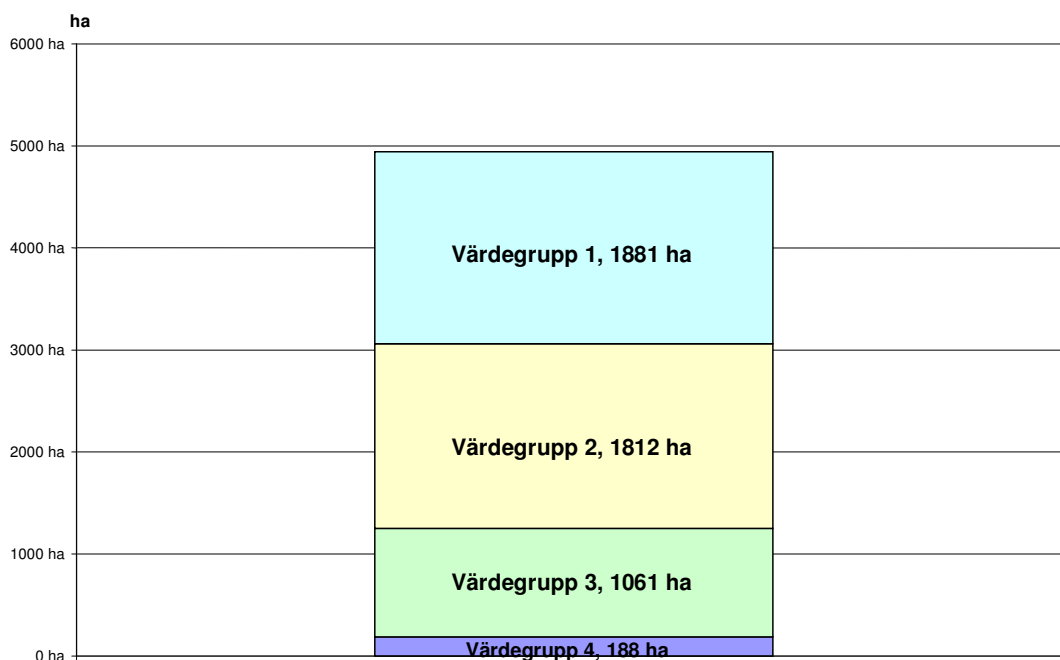 ha
6000 ha
5000 ha
4000 ha
3000 ha
2000 ha
1000 ha
0 ha
Värdegrupp 1, 1881 ha
Värdegrupp 2, 1812 ha
Värdegrupp 3, 1061 ha
Värdegrupp 4, 188 ha